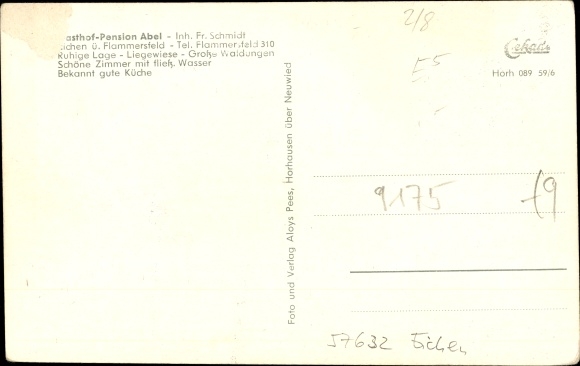 asthof-Pension Abel - Inh. Fr. Schmidt
ichen ü. Flammersfeld - Tel. Flammersfeld 310
Ruhige Lage - Liegewiese - Große Waldungen
Schöne Zimmer mit fließ. Wasser
Bekannt gute Küche
Foto und Verlag Aloys Pees, Horhausen über Neuwied
2/8
E5
Cekade
Horh 089 59/6
9175
57632 Eichen